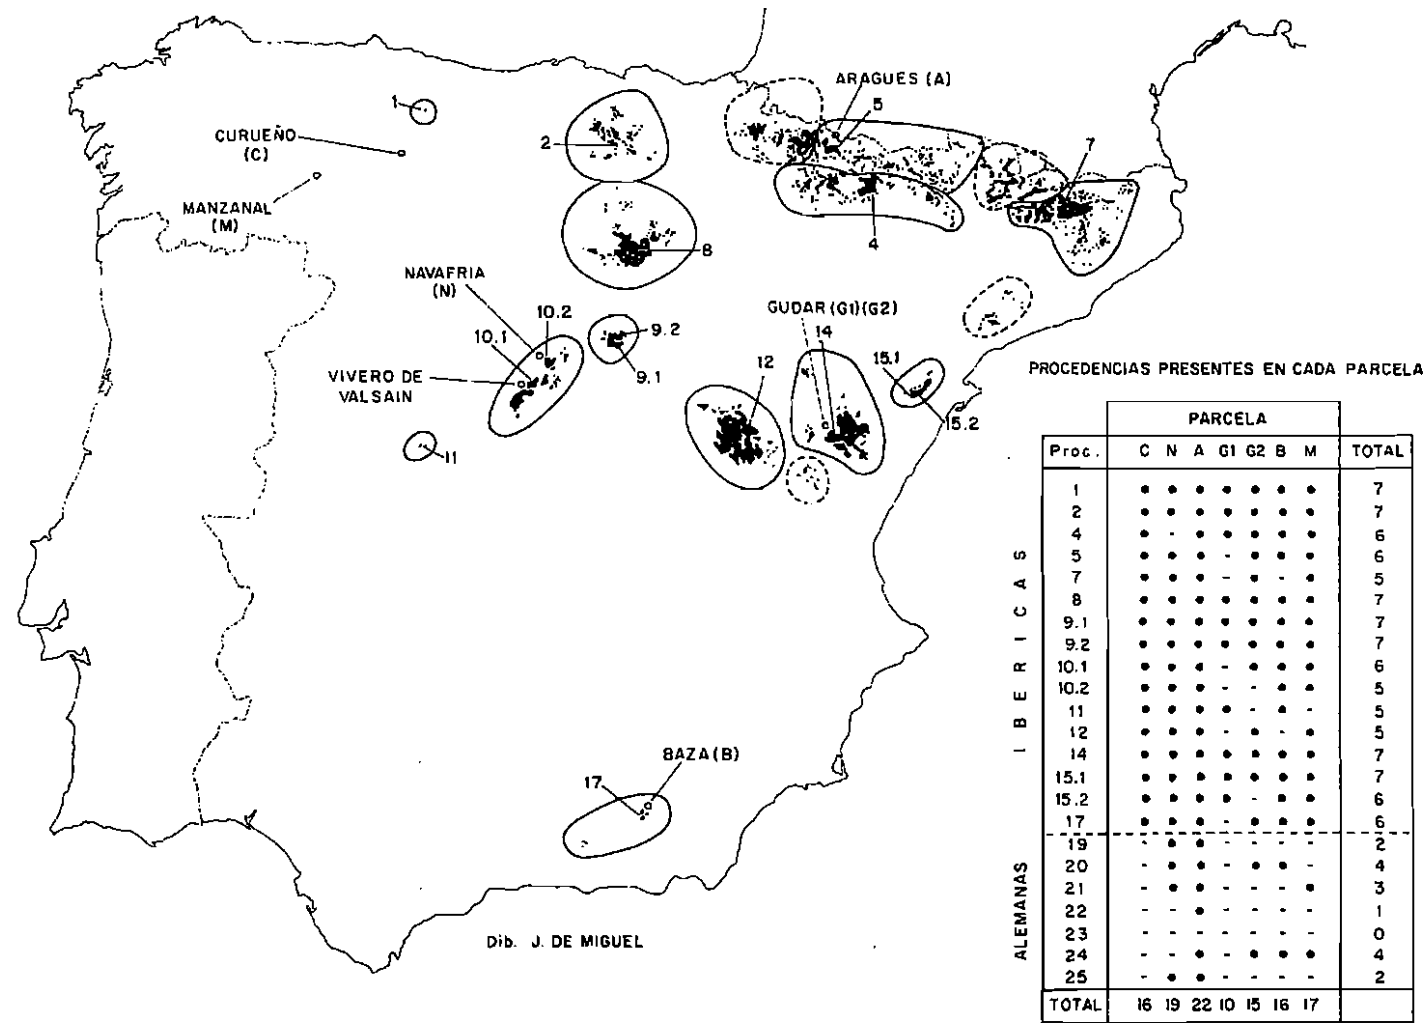 ARAGUES (A)
5
1
CURUEÑO
(C)
2
7
MANZANAL
(M)
4
8
NAVAFRIA
(N)
10.2
10.1
9.2
9.1
GUDAR (G1)(G2)
14
12
15.1
15.2
VIVERO DE
VALSAIN
11
BAZA (B)
17
Dib. J. DE MIGUEL
PROCEDENCIAS PRESENTES EN CADA PARCELA
PARCELA
Proc. C N A G1 G2 B M TOTAL
IBERICAS
1 • • • • • • • 7
2 • • • • • • • 7
4 • - • • • • • 6
5 • • • - • • • 6
7 • • • - • - • 5
8 • • • • • • • 7
9.1 • • • • • • • 7
9.2 • • • • • • • 7
10.1 • • • - • • • 6
10.2 • • • - - • • 5
11 • • • • - • - 5
12 • • • - • - • 5
14 • • • • • • • 7
15.1 • • • • • • • 7
15.2 • • • • - • • 6
17 • • • - • • • 6
ALEMANAS
19 - • • - - - - 2
20 - • • - • • - 4
21 - • • - - - • 3
22 - - • - - - - 1
23 - - - - - - - 0
24 - - • - • • • 4
25 - • • - - - - 2
TOTAL 16 19 22 10 15 16 17